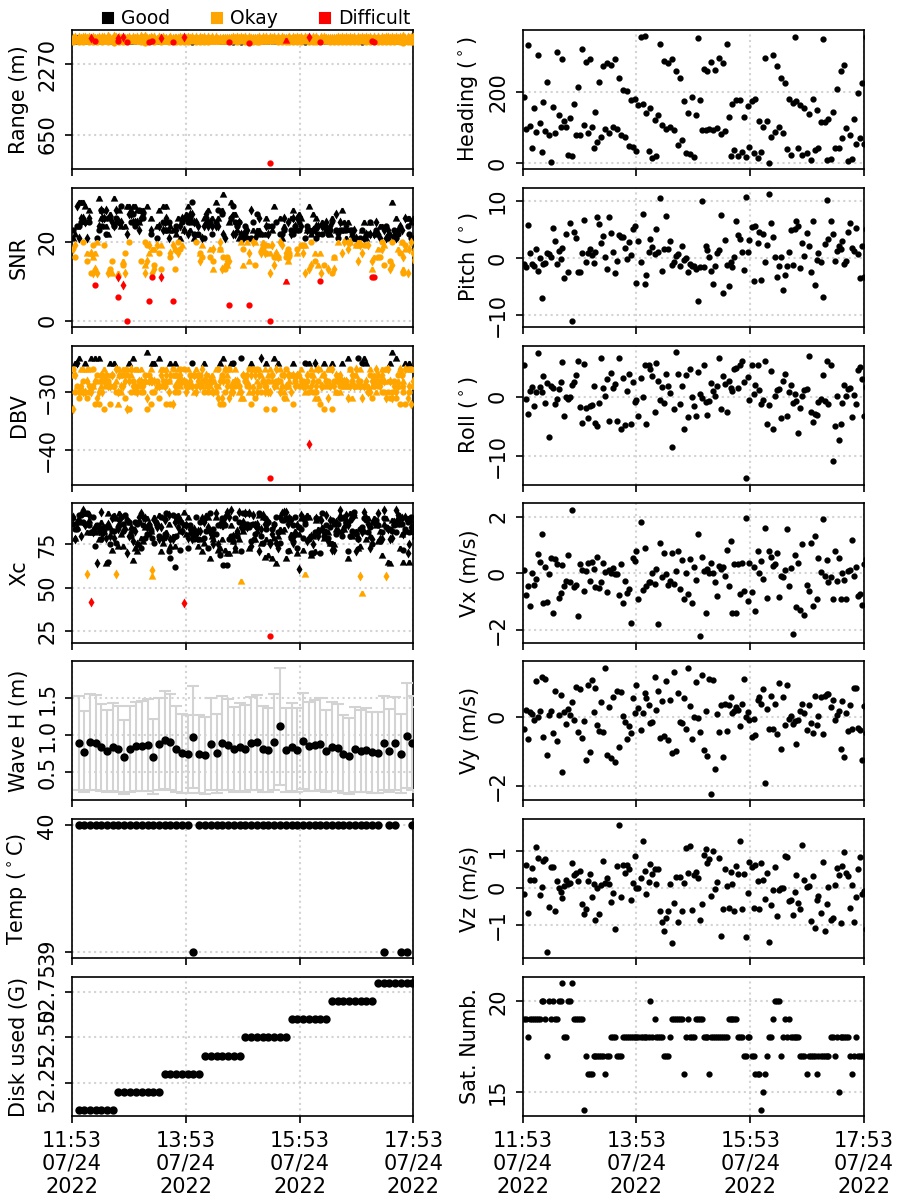 Good Okay Difficult
Range (m)
2270
650
Heading (°)
200
0
SNR
20
0
Pitch (°)
10
0
−10
DBV
−30
−40
Roll (°)
0
−10
Xc
75
50
25
Vx (m/s)
2
0
−2
Wave H (m)
1.5
1.0
0.5
Vy (m/s)
0
−2
Temp (°C)
40
39
Vz (m/s)
1
0
−1
Disk used (G)
52.75
52.50
52.25
Sat. Numb.
20
15
11:53 13:53 15:53 17:53
07/24 07/24 07/24 07/24
2022 2022 2022 2022
11:53 13:53 15:53 17:53
07/24 07/24 07/24 07/24
2022 2022 2022 2022